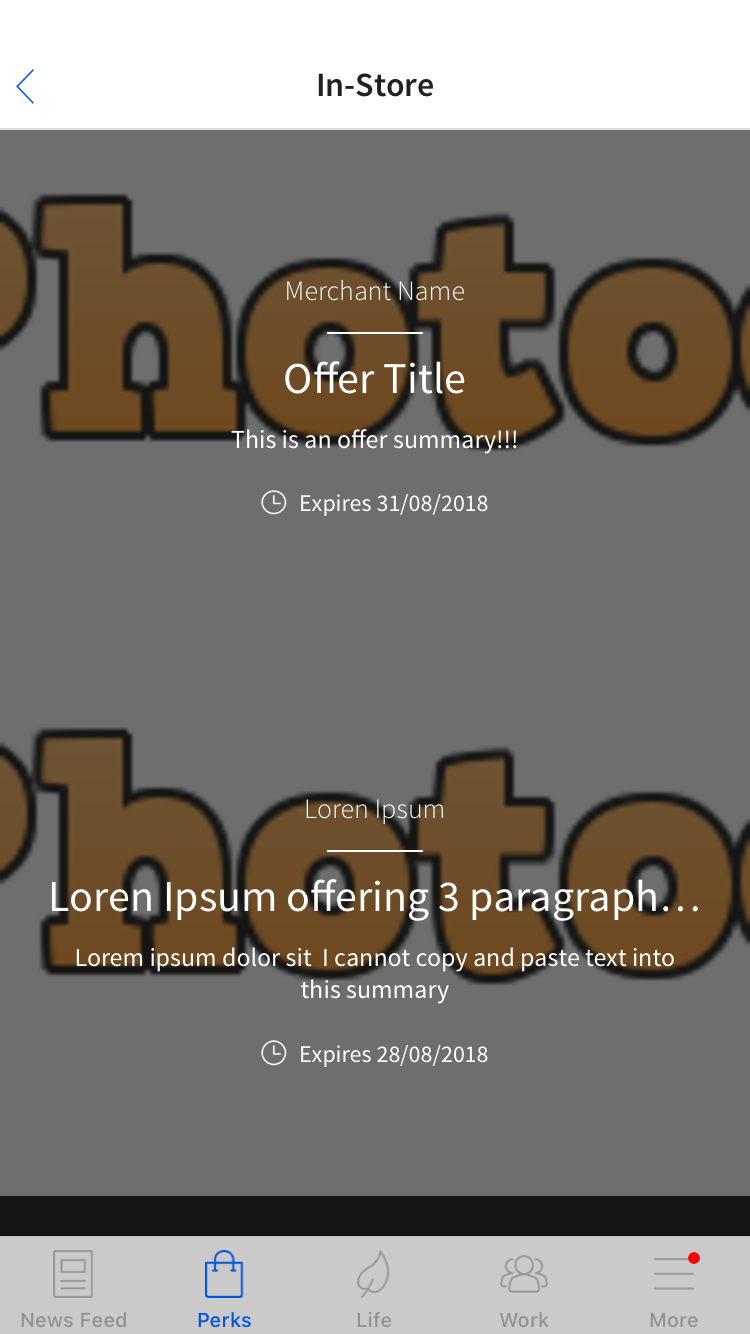 In-Store
Photo
Merchant Name
Offer Title
This is an offer summary!!!
Expires 31/08/2018
Photo
Loren Ipsum
Loren Ipsum offering 3 paragraph…
Lorem ipsum dolor sit  I cannot copy and paste text into
this summary
Expires 28/08/2018
News Feed
Perks
Life
Work
More